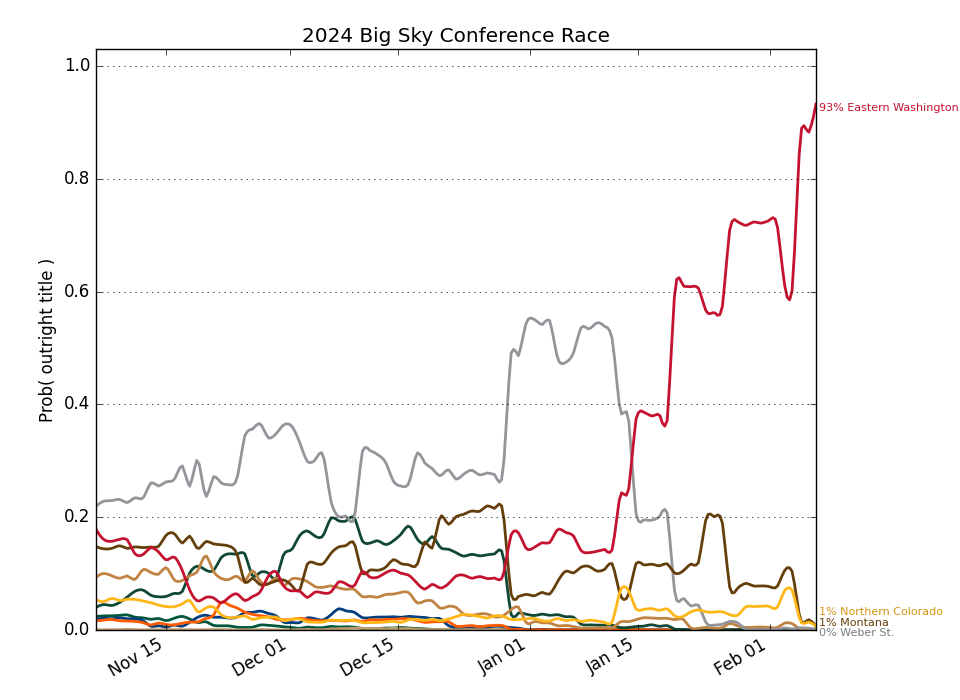 2024 Big Sky Conference Race
1.0
0.8
0.6
0.4
0.2
0.0
Prob( outright title )
Nov 15
Dec 01
Dec 15
Jan 01
Jan 15
Feb 01
93% Eastern Washington
1% Northern Colorado
1% Montana
0% Weber St.